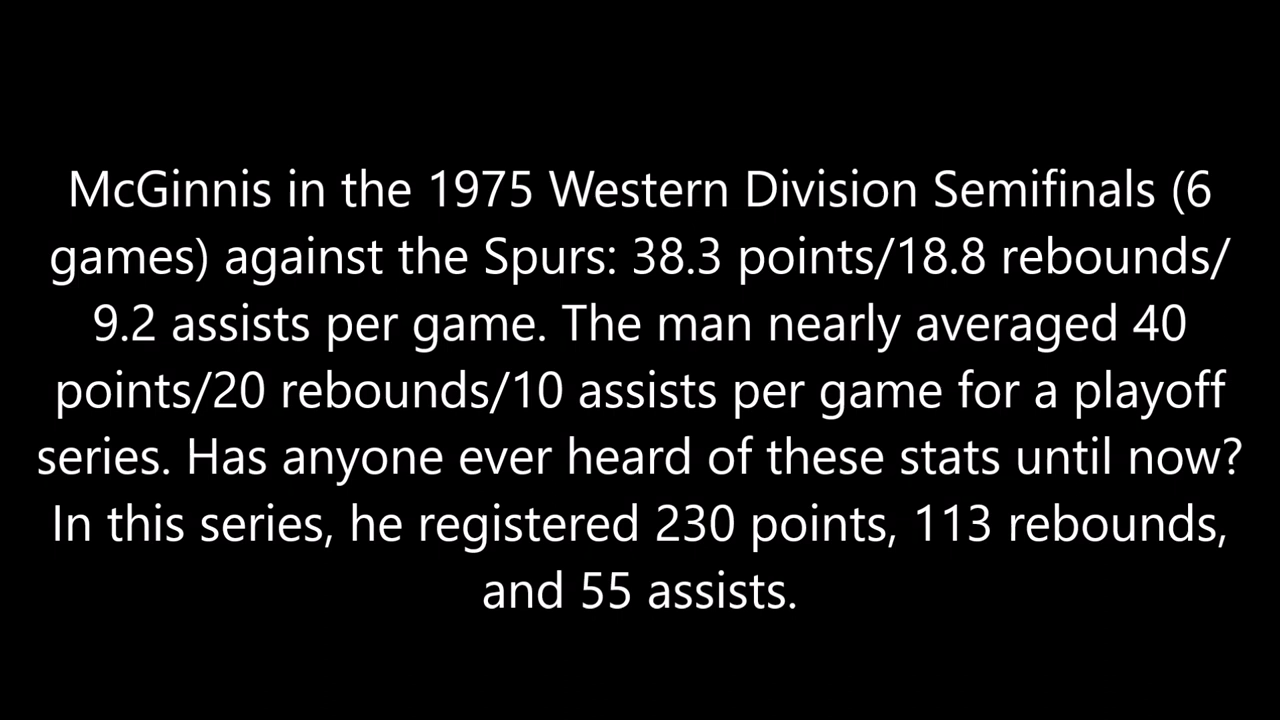 McGinnis in the 1975 Western Division Semifinals (6
games) against the Spurs: 38.3 points/18.8 rebounds/
9.2 assists per game. The man nearly averaged 40
points/20 rebounds/10 assists per game for a playoff
series. Has anyone ever heard of these stats until now?
In this series, he registered 230 points, 113 rebounds,
and 55 assists.